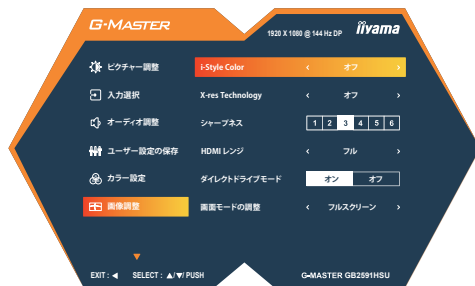 G-MASTER
1920 X 1080 @ 144 Hz DP iiyama
ピクチャー調整 i-Style Color ‹ オフ ›
入力選択 X-res Technology ‹ オフ ›
オーディオ調整 シャープネス 1 2 3 4 5 6
ユーザー設定の保存 HDMI レンジ ‹ フル ›
カラー設定 ダイレクトドライブモード オン オフ
画像調整 画面モードの調整 ‹ フルスクリーン ›
EXIT : ◀ SELECT : ▲/▼/ PUSH G-MASTER GB2591HSU